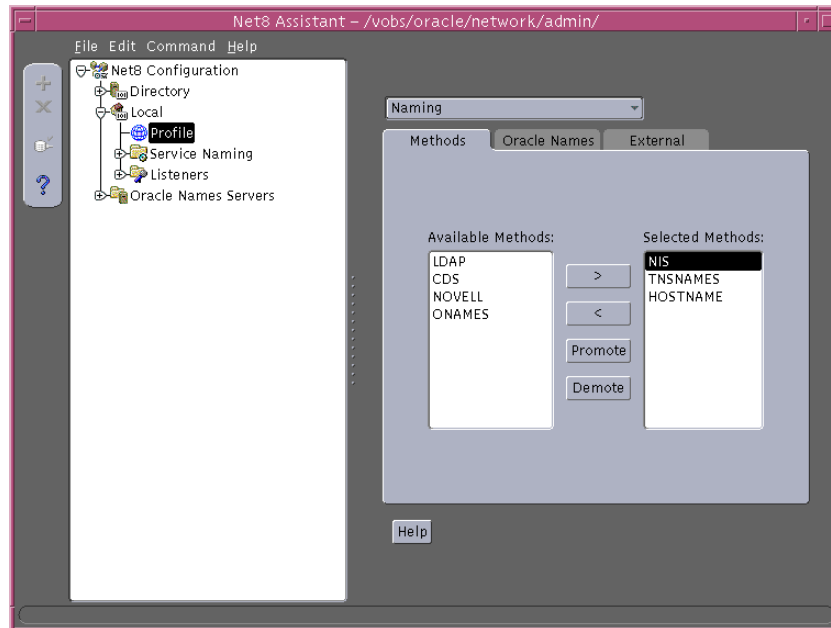 Net8 Assistant – /vobs/oracle/network/admin/
File Edit Command Help
Net8 Configuration
Directory
Local
Profile
Service Naming
Listeners
Oracle Names Servers
Naming
Methods
Oracle Names
External
Available Methods:
LDAP
CDS
NOVELL
ONAMES
>
<
Promote
Demote
Selected Methods:
NIS
TNSNAMES
HOSTNAME
Help